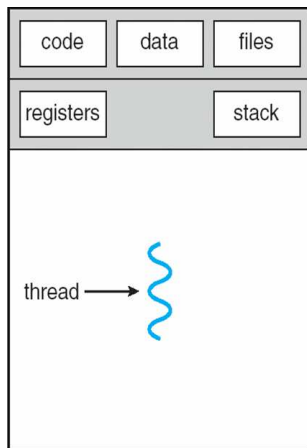 code data files
registers stack
thread